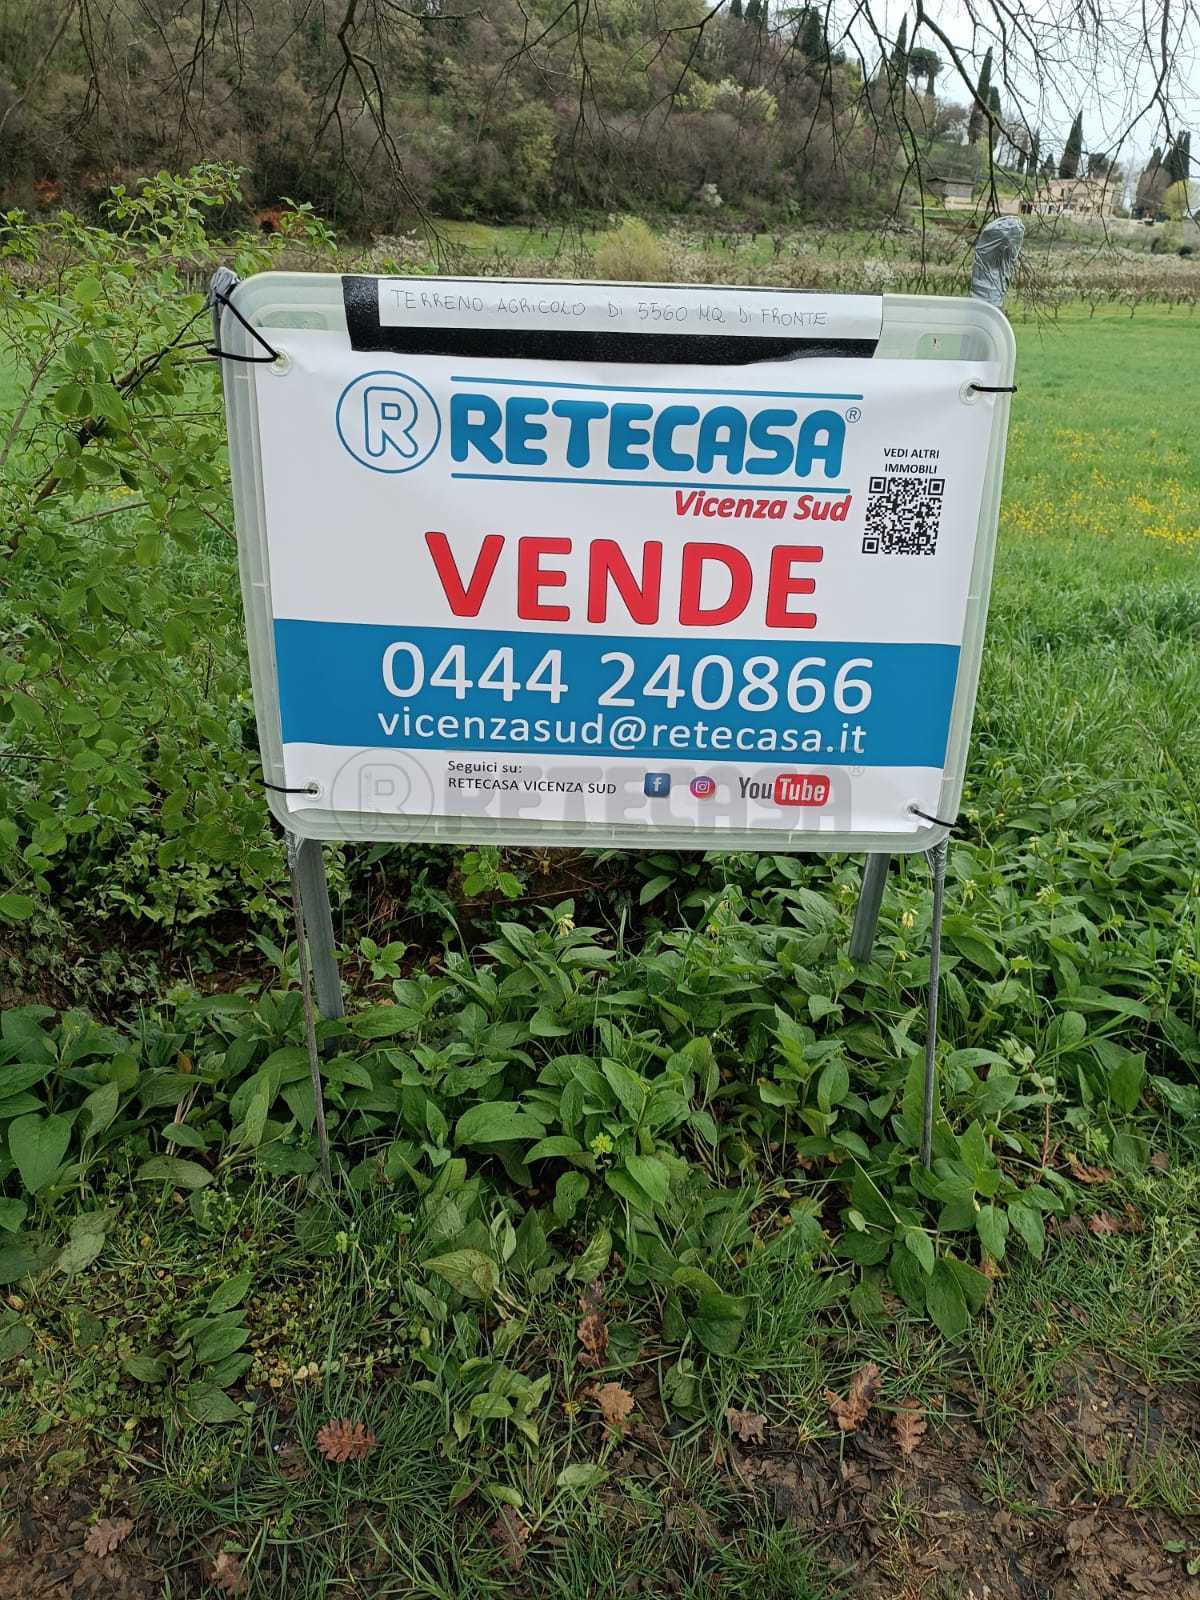 TERRENO AGRICOLO DI 5560 MQ DI FRONTE
R RETECASA®
Vicenza Sud
VEDI ALTRI
IMMOBILI
VENDE
0444 240866
vicenzasud@retecasa.it
Seguici su:
RETECASA VICENZA SUD
f
YouTube
R RETECASA®